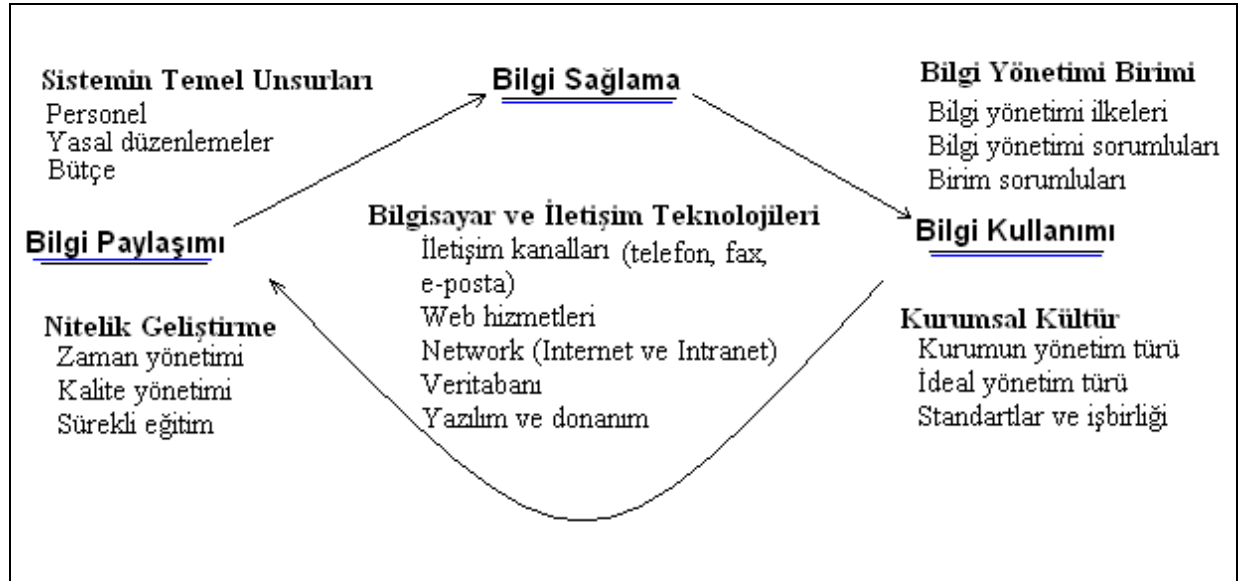 Sistemin Temel Unsurları
Personel
Yasal düzenlemeler
Bütçe
Bilgi Sağlama
Bilgi Yönetimi Birimi
Bilgi yönetimi ilkeleri
Bilgi yönetimi sorumluları
Birim sorumluları
Bilgi Paylaşımı
Bilgisayar ve İletişim Teknolojileri
İletişim kanalları (telefon, fax,
e-posta)
Web hizmetleri
Network (Internet ve Intranet)
Veritabanı
Yazılım ve donanım
Bilgi Kullanımı
Nitelik Geliştirme
Zaman yönetimi
Kalite yönetimi
Sürekli eğitim
Kurumsal Kültür
Kurumun yönetim türü
İdeal yönetim türü
Standartlar ve işbirliği